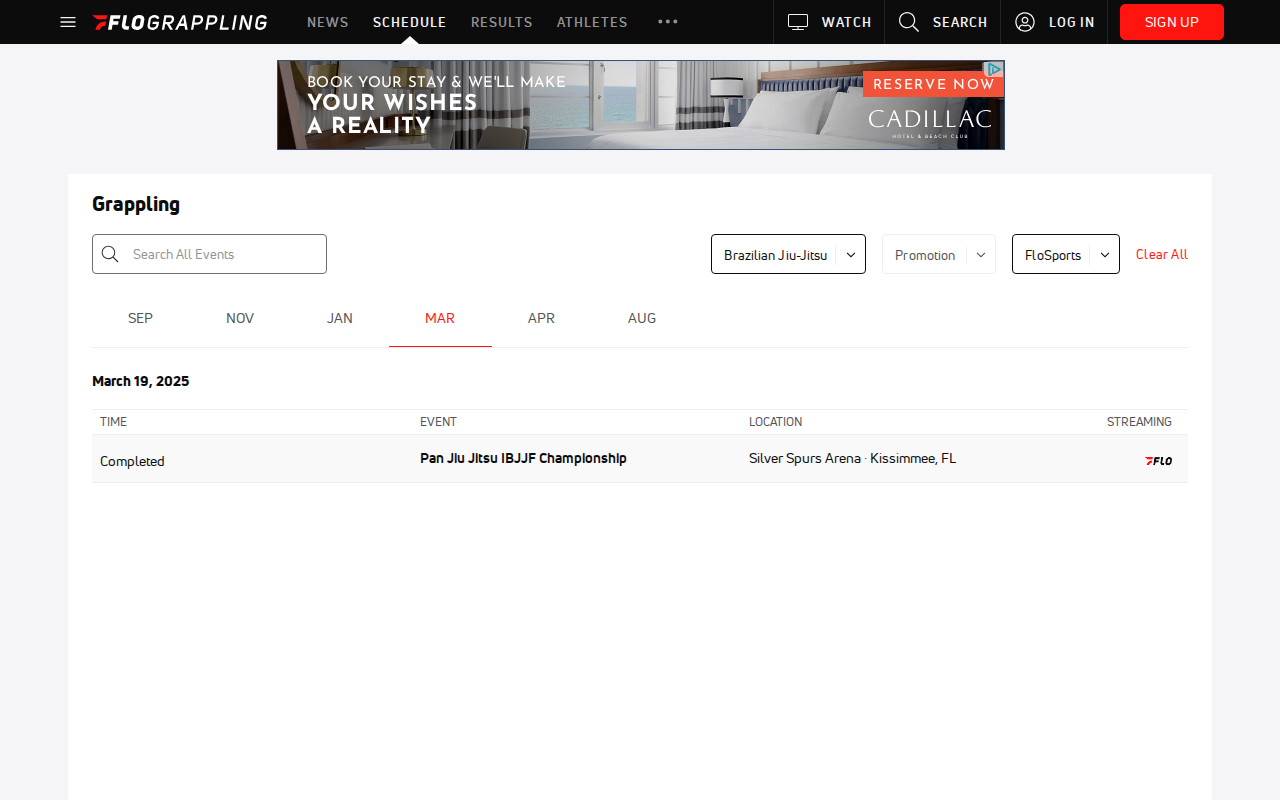 FLOGRAPPLING NEWS SCHEDULE RESULTS ATHLETES WATCH SEARCH LOG IN SIGN UP
BOOK YOUR STAY & WE'LL MAKE
YOUR WISHES
A REALITY
RESERVE NOW
CADILLAC
HOTEL & BEACH CLUB
Grappling
Search All Events Brazilian Jiu-Jitsu Promotion FloSports Clear All
SEP NOV JAN MAR APR AUG
March 19, 2025
TIME EVENT LOCATION STREAMING
Completed Pan Jiu Jitsu IBJJF Championship Silver Spurs Arena · Kissimmee, FL FLO